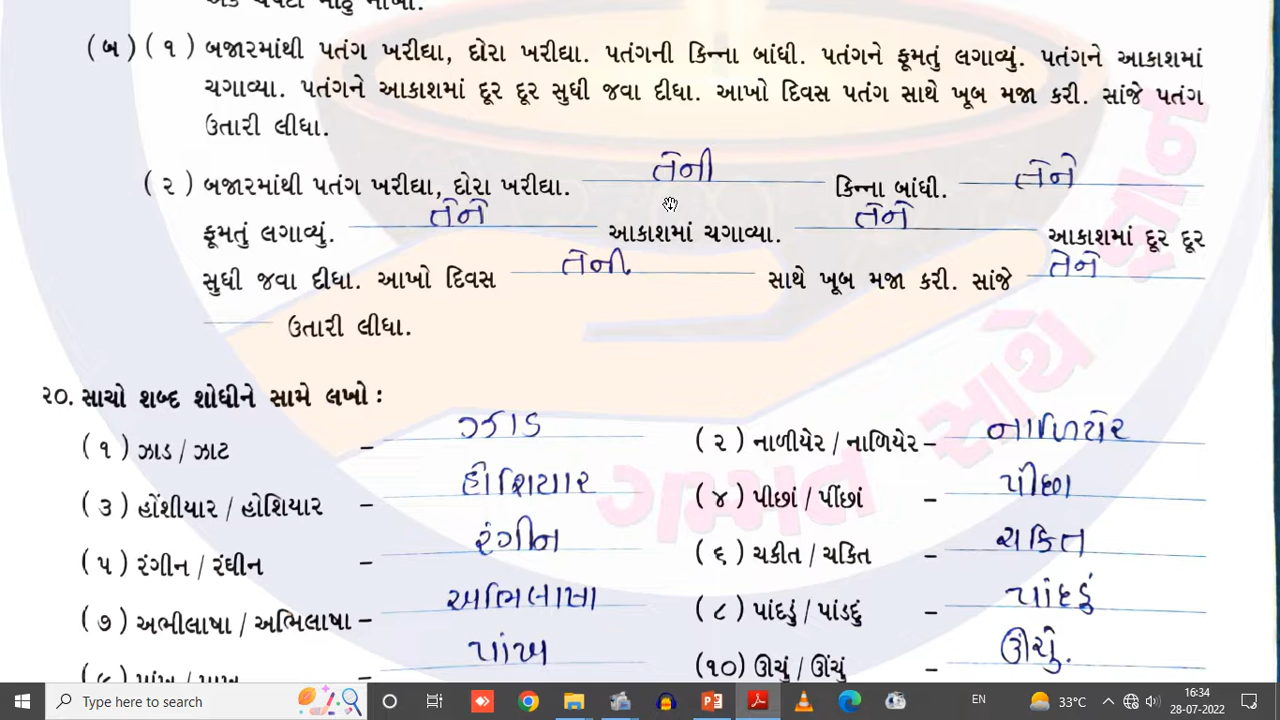 ( બ ) ( ૧ ) બજારમાંથી પતંગ ખરીદ્યા, દોરા ખરીદ્યા. પતંગની કિન્ના બાંધી. પતંગને ફૂમતું લગાવ્યું. પતંગને આકાશમાં
ચગાવ્યા. પતંગને આકાશમાં દૂર દૂર સુધી જવા દીધા. આખો દિવસ પતંગ સાથે ખૂબ મજા કરી. સાંજે પતંગ
ઉતારી લીધા.
( ૨ ) બજારમાંથી પતંગ ખરીદ્યા, દોરા ખરીદ્યા. તેની કિન્ના બાંધી. તેને
ફૂમતું લગાવ્યું. તેને આકાશમાં ચગાવ્યા. તેને આકાશમાં દૂર દૂર
સુધી જવા દીધા. આખો દિવસ તેની સાથે ખૂબ મજા કરી. સાંજે તેને
ઉતારી લીધા.
૨૦. સાચો શબ્દ શોધીને સામે લખો :
( ૧ ) ઝાડ / ઝાટ – ઝાડ ( ૨ ) નાળીયેર / નાળિયેર – નાળિયેર
( ૩ ) હોંશીયાર / હોશિયાર – હોશિયાર ( ૪ ) પીછાં / પીંછાં – પીંછા
( ૫ ) રંગીન / રંઘીન – રંગીન ( ૬ ) ચકીત / ચકિત – ચકિત
( ૭ ) અભીલાષા / અભિલાષા – અભિલાષા ( ૮ ) પાંદડું / પાંડદું – પાંદડું
પાંખ (૧૦) ઊચું / ઊંચું – ઊંચું.
Type here to search
EN
33°C
16:34
28-07-2022